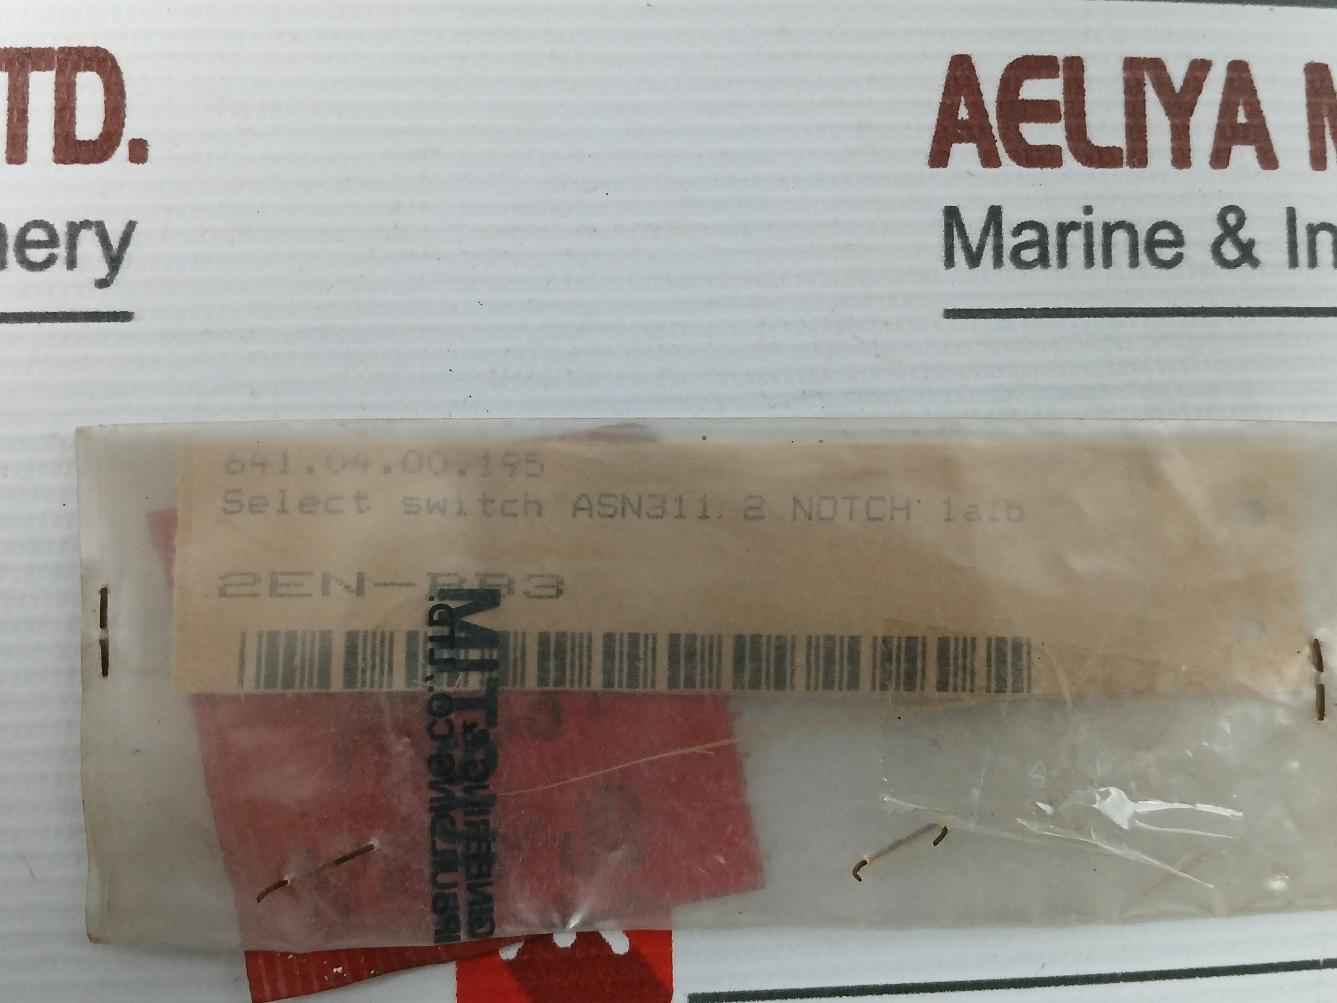 TD.
AELIYA M
nery
Marine & In
641.04.00.195
Select switch ASN311 2 NOTCH 1a1b
2EN-BB3